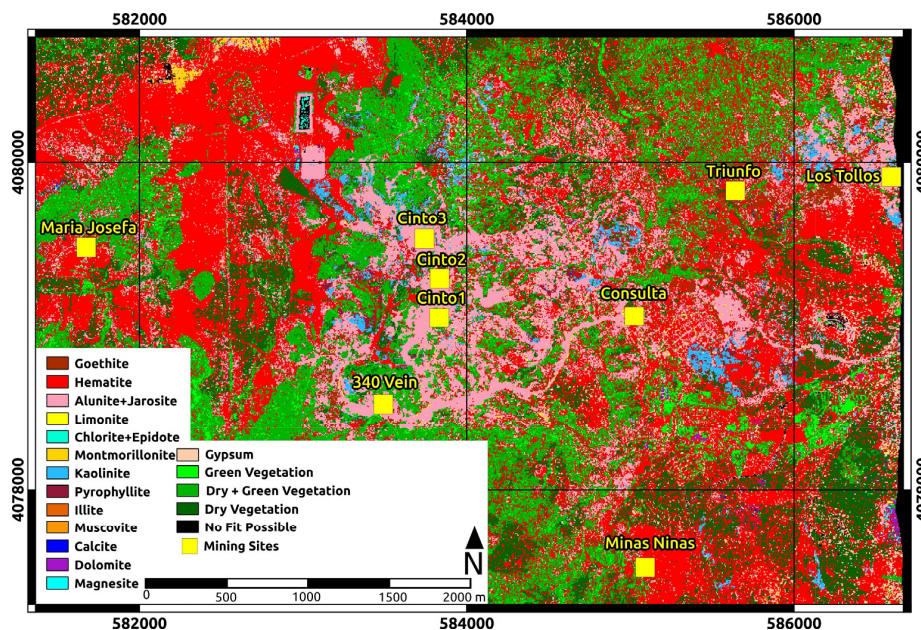 582000 584000 586000
4080000 4080000
Triunfo
Los Tollos
Maria Josefa
Cinto3
Cinto2
Cinto1
Consulta
340 Vein
Goethite
Hematite
Alunite+Jarosite
Limonite
Chlorite+Epidote
Montmorillonite
Kaolinite
Pyrophyllite
Illite
Muscovite
Calcite
Dolomite
Magnesite
Gypsum
Green Vegetation
Dry + Green Vegetation
Dry Vegetation
No Fit Possible
Mining Sites
4078000 4078000
Minas Ninas
N
0 500 1000 1500 2000 m
582000 584000 586000